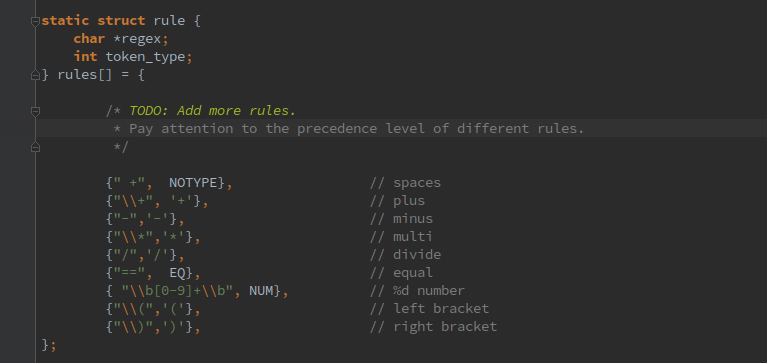 static struct rule {
char *regex;
int token_type;
} rules[] = {
/* TODO: Add more rules.
* Pay attention to the precedence level of different rules.
*/
{" +",  NOTYPE},                 // spaces
{"\\+", '+'},                    // plus
{"-",'-'},                       // minus
{"\\*",'*'},                     // multi
{"/",'/'},                       // divide
{"==",  EQ},                     // equal
{ "\\b[0-9]+\\b", NUM},          // %d number
{"\\(",'('},                     // left bracket
{"\\)",')'},                     // right bracket
};